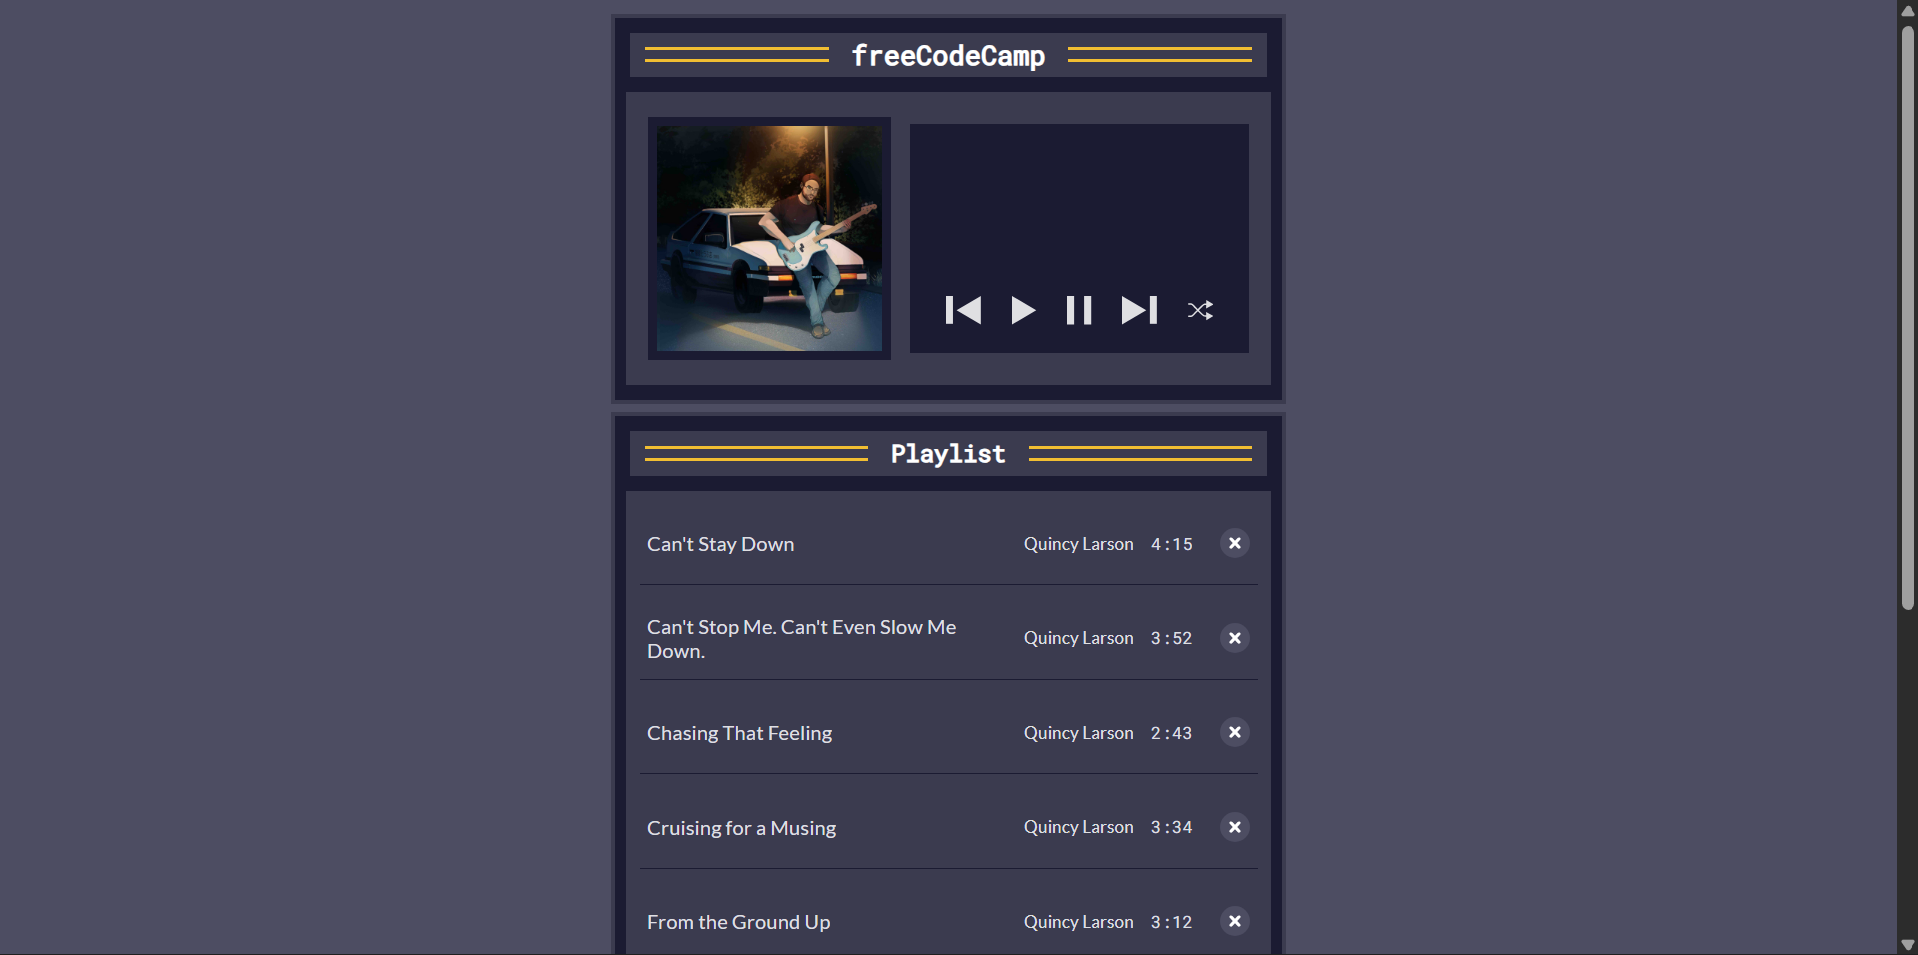 freeCodeCamp
Playlist
Can't Stay Down Quincy Larson 4:15
Can't Stop Me. Can't Even Slow Me
Down. Quincy Larson 3:52
Chasing That Feeling Quincy Larson 2:43
Cruising for a Musing Quincy Larson 3:34
From the Ground Up Quincy Larson 3:12